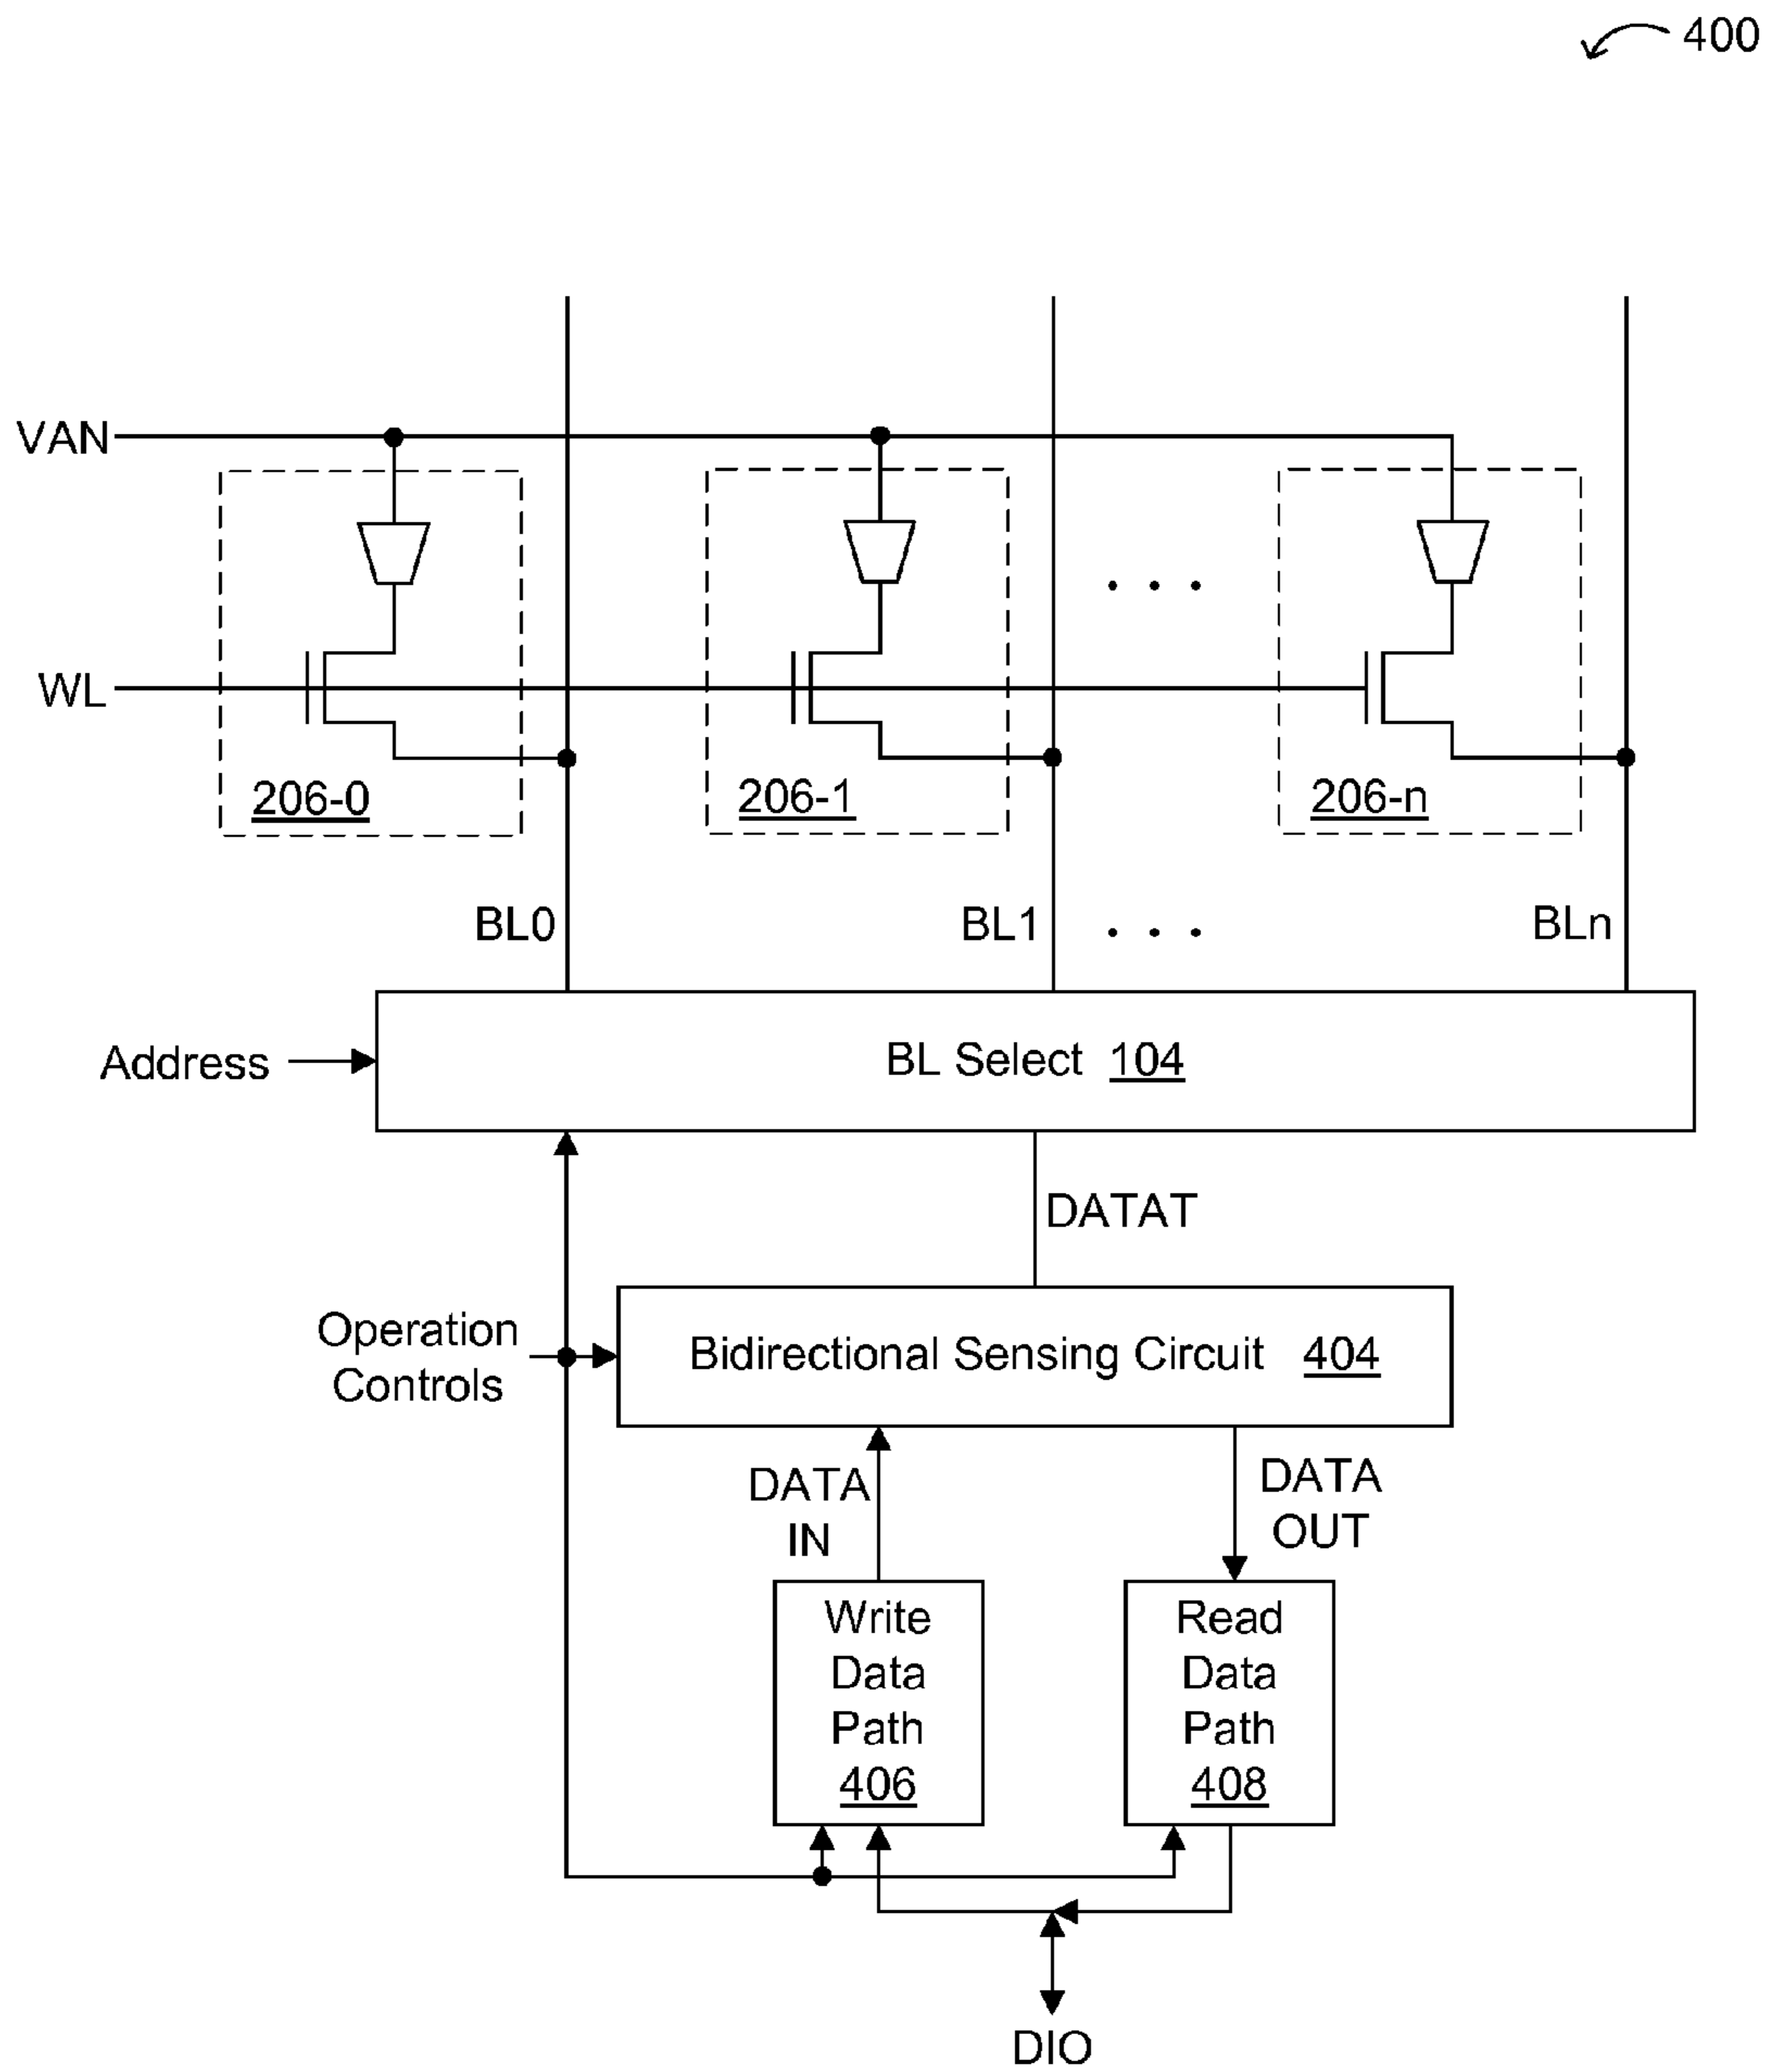 400
VAN
WL
206-0
206-1
206-n
BL0
BL1
BLn
Address
BL Select 104
DATAT
Operation
Controls
Bidirectional Sensing Circuit 404
DATA
IN
DATA
OUT
Write
Data
Path
406
Read
Data
Path
408
DIO